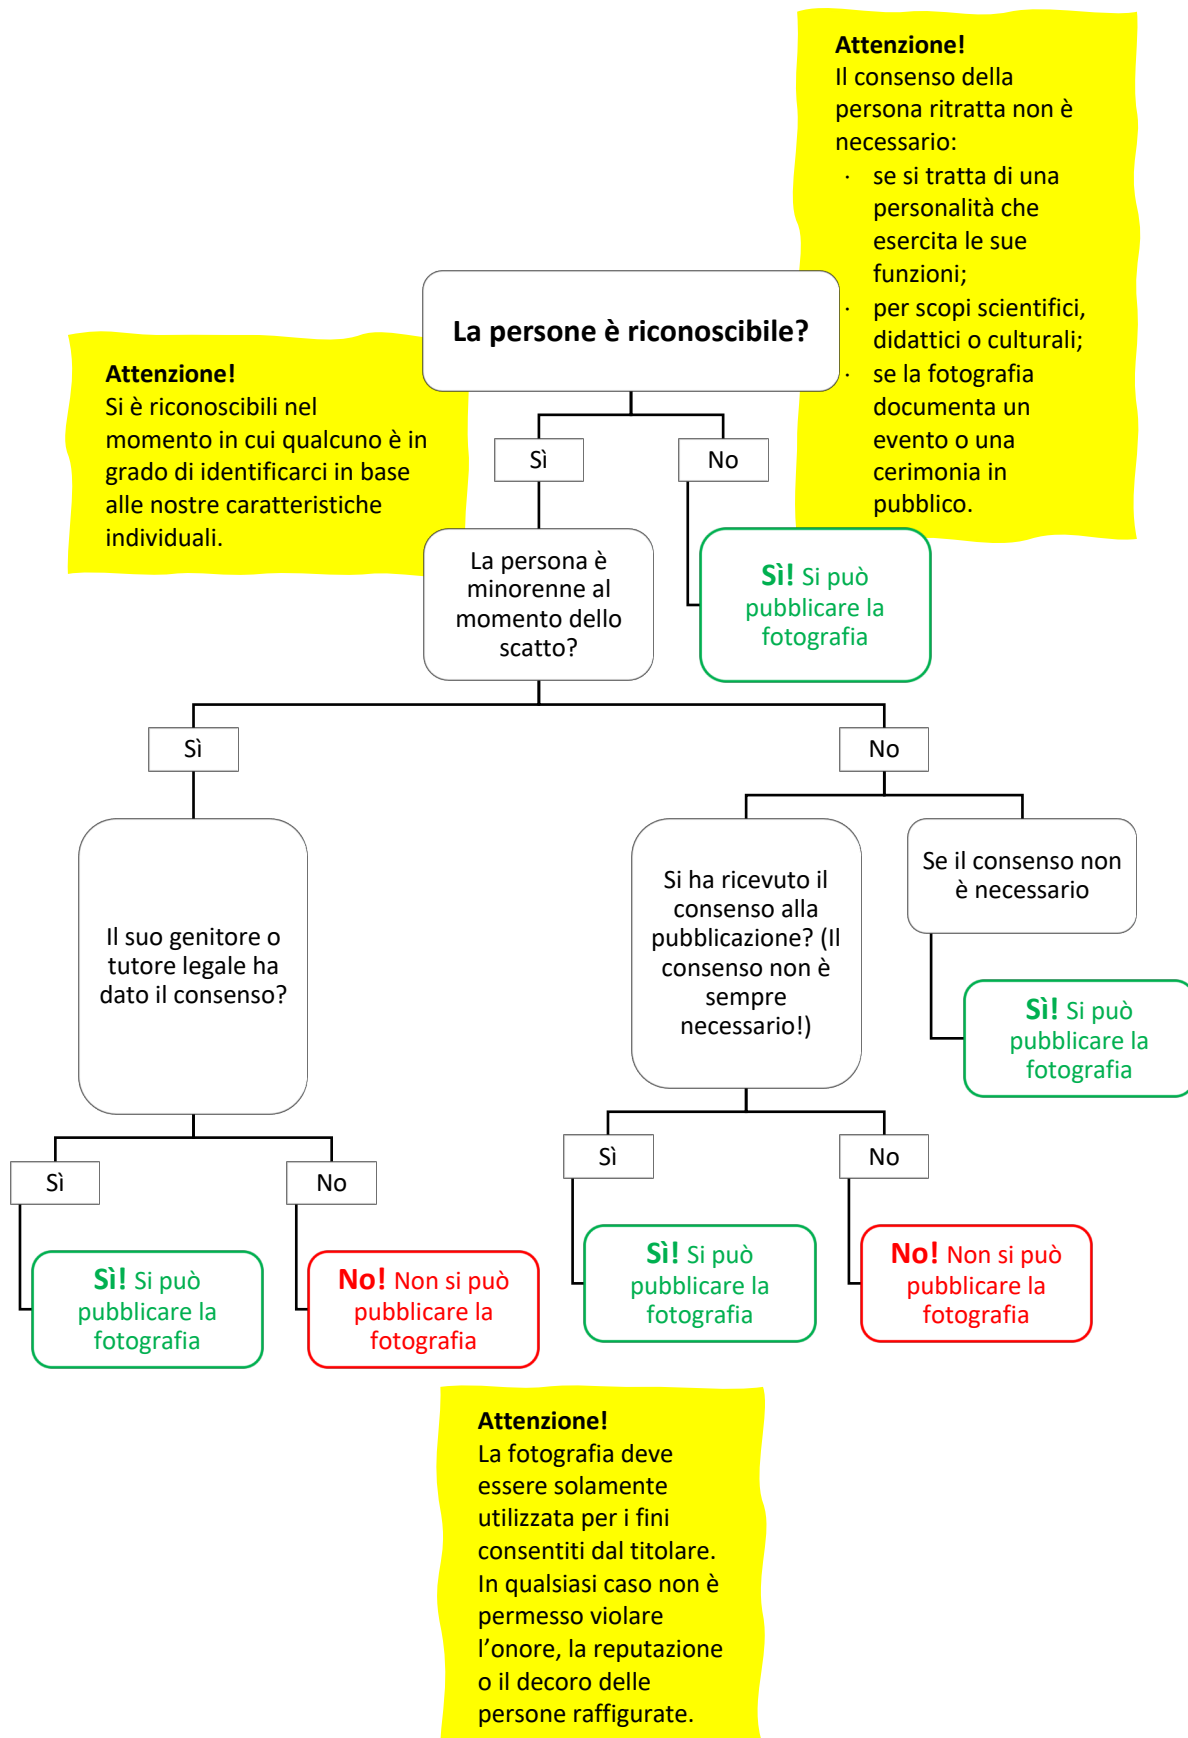 Attenzione!
Il consenso della
persona ritratta non è
necessario:
· se si tratta di una
personalità che
esercita le sue
funzioni;
· per scopi scientifici,
didattici o culturali;
· se la fotografia
documenta un
evento o una
cerimonia in
pubblico.
La persone è riconoscibile?
Attenzione!
Si è riconoscibili nel
momento in cui qualcuno è in
grado di identificarci in base
alle nostre caratteristiche
individuali.
Sì
No
La persona è
minorenne al
momento dello
scatto?
Sì! Si può
pubblicare la
fotografia
Sì
No
Il suo genitore o
tutore legale ha
dato il consenso?
Si ha ricevuto il
consenso alla
pubblicazione? (Il
consenso non è
sempre
necessario!)
Se il consenso non
è necessario
Sì! Si può
pubblicare la
fotografia
Sì
No
Sì
No
Sì! Si può
pubblicare la
fotografia
No! Non si può
pubblicare la
fotografia
Sì! Si può
pubblicare la
fotografia
No! Non si può
pubblicare la
fotografia
Attenzione!
La fotografia deve
essere solamente
utilizzata per i fini
consentiti dal titolare.
In qualsiasi caso non è
permesso violare
l’onore, la reputazione
o il decoro delle
persone raffigurate.